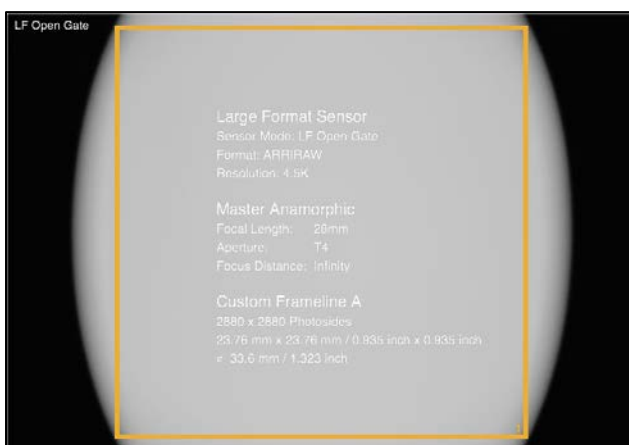 LF Open Gate
Large Format Sensor
Sensor Mode: LF Open Gate
Format: ARRIRAW
Resolution: 4.5K
Master Anamorphic
Focal Length: 28mm
Aperture: T4
Focus Distance: Infinity
Custom Frameline A
2880 x 2880 Photosides
23.76 mm x 23.76 mm / 0.935 inch x 0.935 inch
33.6 mm / 1.323 inch